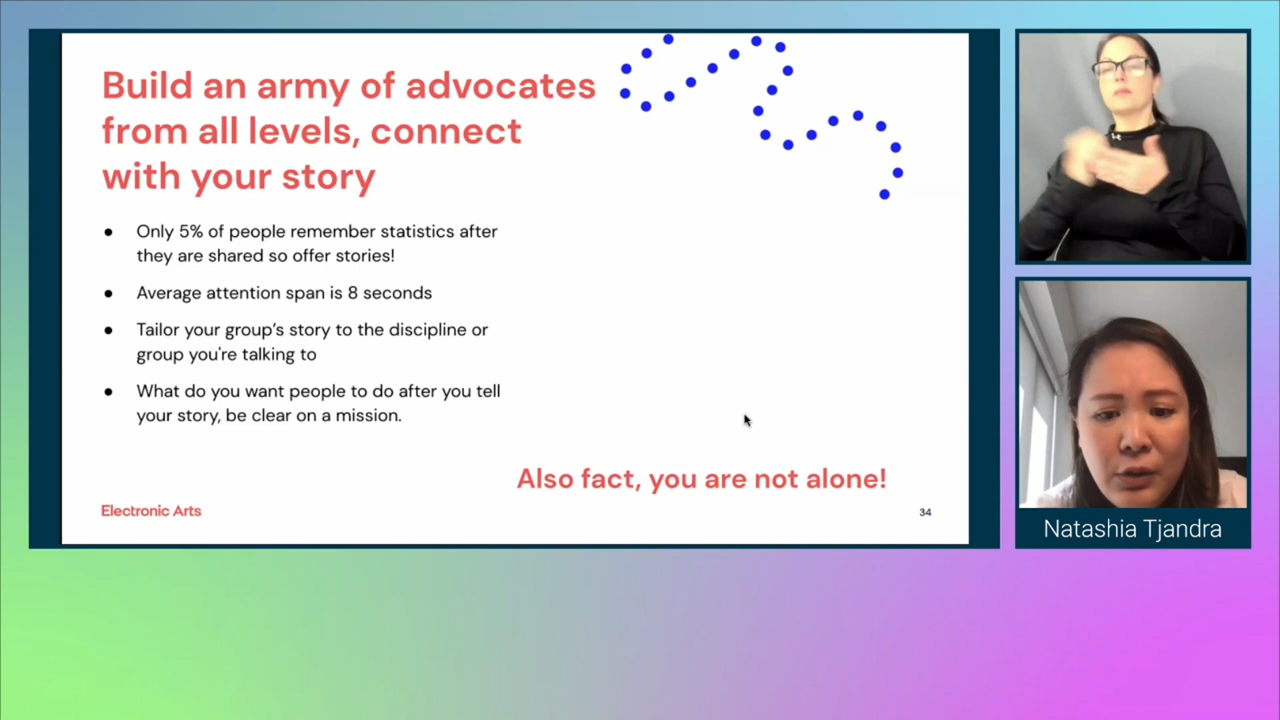 Build an army of advocates
from all levels, connect
with your story
● Only 5% of people remember statistics after
they are shared so offer stories!
● Average attention span is 8 seconds
● Tailor your group's story to the discipline or
group you're talking to
● What do you want people to do after you tell
your story, be clear on a mission.
Also fact, you are not alone!
Electronic Arts
34
Natashia Tjandra